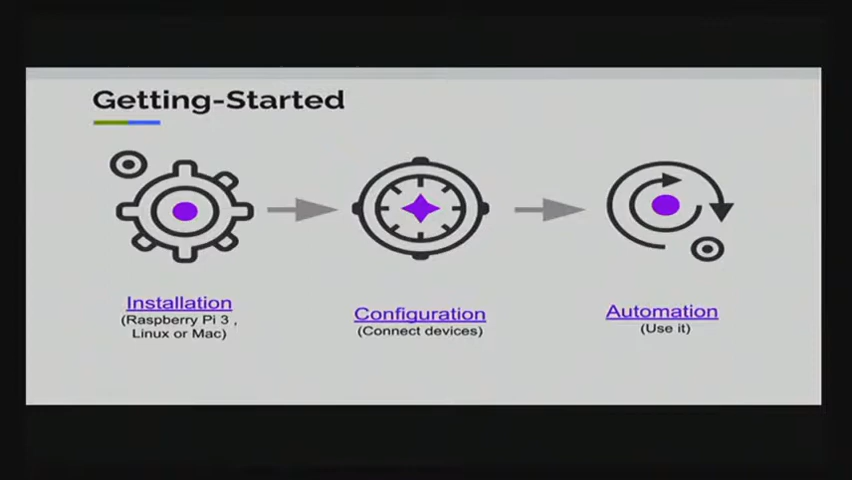 Getting-Started
Installation
(Raspberry Pi 3 ,
Linux or Mac)
Configuration
(Connect devices)
Automation
(Use it)